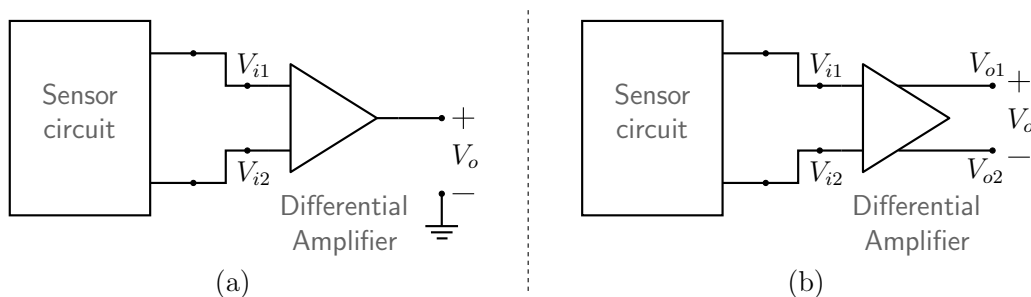 Sensor
circuit
V_{i1}
V_{i2}
+
V_o
−
Differential
Amplifier
(a)
Sensor
circuit
V_{i1}
V_{i2}
V_{o1}
+
V_o
−
V_{o2}
Differential
Amplifier
(b)